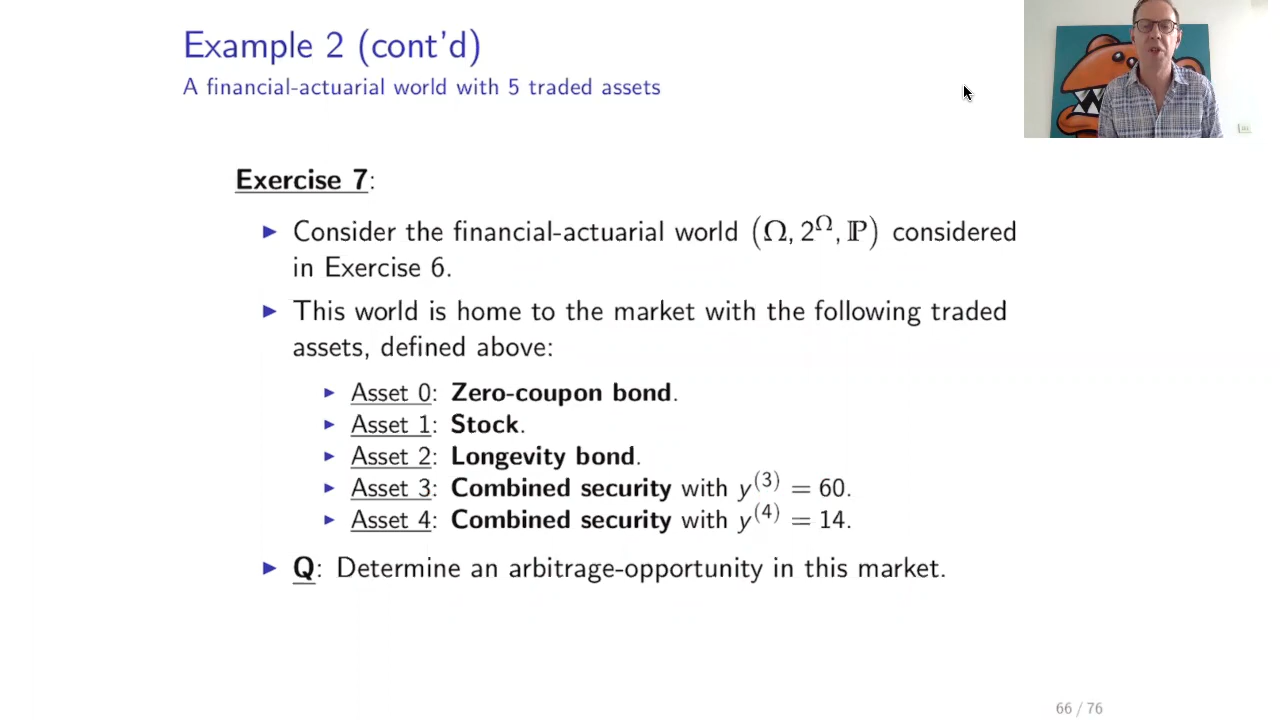 Example 2 (cont'd)
A financial-actuarial world with 5 traded assets
Exercise 7:
▶ Consider the financial-actuarial world (Ω, 2^Ω, ℙ) considered
in Exercise 6.
▶ This world is home to the market with the following traded
assets, defined above:
▶ Asset 0: Zero-coupon bond.
▶ Asset 1: Stock.
▶ Asset 2: Longevity bond.
▶ Asset 3: Combined security with y^(3) = 60.
▶ Asset 4: Combined security with y^(4) = 14.
▶ Q: Determine an arbitrage-opportunity in this market.
66 / 76